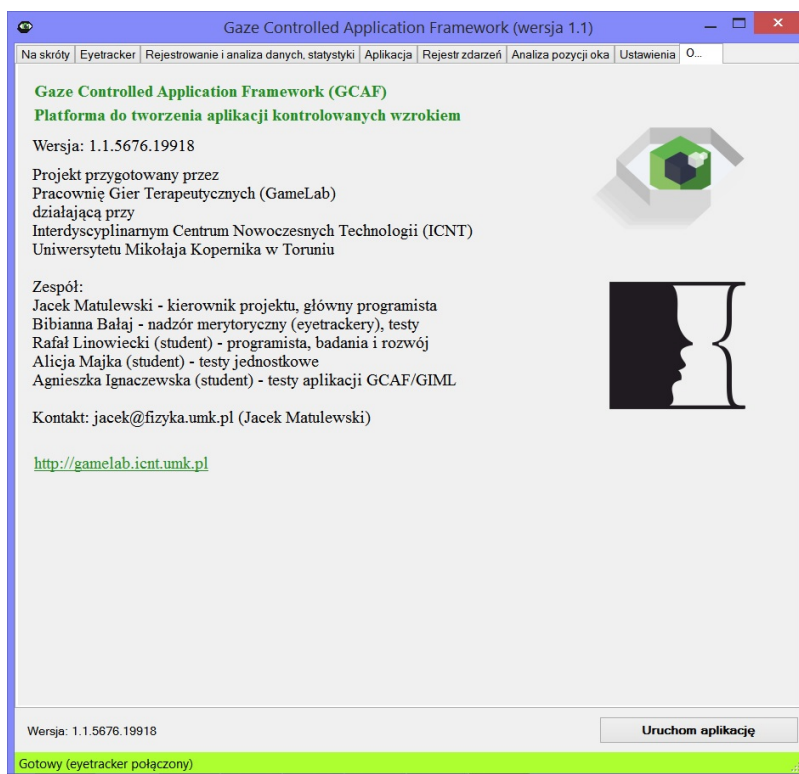 Gaze Controlled Application Framework (wersja 1.1)
Na skróty Eyetracker Rejestrowanie i analiza danych, statystyki Aplikacja Rejestr zdarzeń Analiza pozycji oka Ustawienia O...
Gaze Controlled Application Framework (GCAF)
Platforma do tworzenia aplikacji kontrolowanych wzrokiem
Wersja: 1.1.5676.19918
Projekt przygotowany przez
Pracownię Gier Terapeutycznych (GameLab)
działającą przy
Interdyscyplinarnym Centrum Nowoczesnych Technologii (ICNT)
Uniwersytetu Mikołaja Kopernika w Toruniu
Zespół:
Jacek Matulewski - kierownik projektu, główny programista
Bibianna Bałaj - nadzór merytoryczny (eyetrackery), testy
Rafał Linowiecki (student) - programista, badania i rozwój
Alicja Majka (student) - testy jednostkowe
Agnieszka Ignaczewska (student) - testy aplikacji GCAF/GIML
Kontakt: jacek@fizyka.umk.pl (Jacek Matulewski)
http://gamelab.icnt.umk.pl
Wersja: 1.1.5676.19918
Uruchom aplikację
Gotowy (eyetracker połączony)